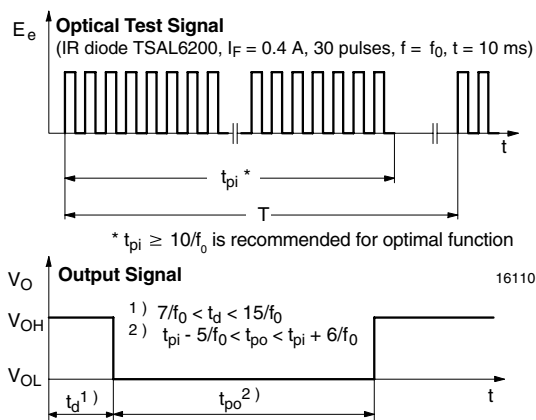 E_e Optical Test Signal
(IR diode TSAL6200, I_F = 0.4 A, 30 pulses, f = f_0, t = 10 ms)
t
t_pi *
T
* t_pi ≥ 10/f_0 is recommended for optimal function
V_O Output Signal 16110
V_OH
1) 7/f_0 < t_d < 15/f_0
2) t_pi - 5/f_0 < t_po < t_pi + 6/f_0
V_OL
t_d 1) t_po 2) t